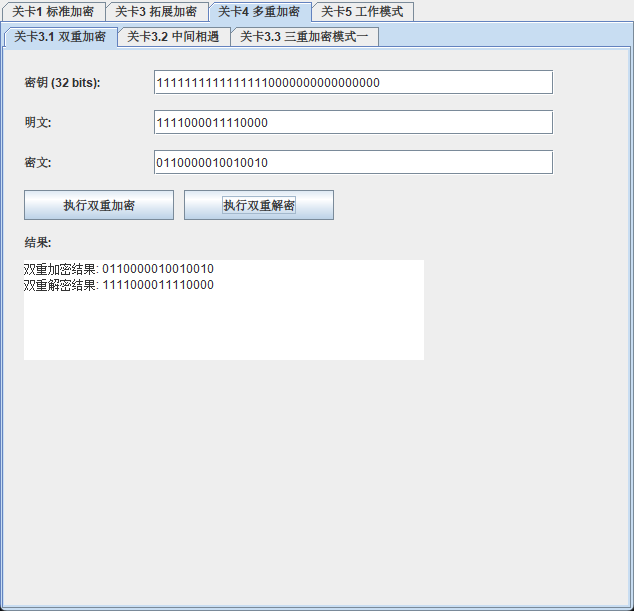 关卡1 标准加密 关卡3 拓展加密 关卡4 多重加密 关卡5 工作模式
关卡3.1 双重加密 关卡3.2 中间相遇 关卡3.3 三重加密模式一
密钥 (32 bits): 11111111111111110000000000000000
明文: 1111000011110000
密文: 0110000010010010
执行双重加密 执行双重解密
结果:
双重加密结果: 0110000010010010
双重解密结果: 1111000011110000